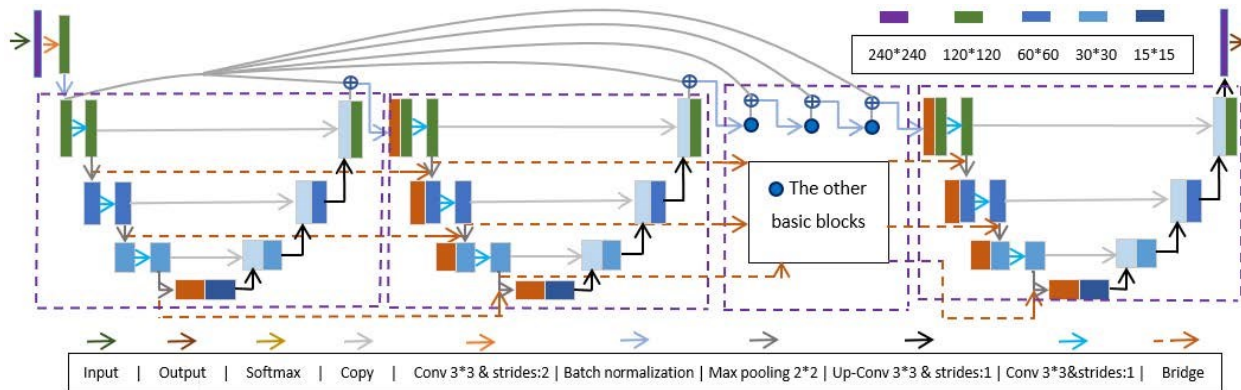 240*240 120*120 60*60 30*30 15*15
The other
basic blocks
Input | Output | Softmax | Copy | Conv 3*3 & strides:2 | Batch normalization | Max pooling 2*2 | Up-Conv 3*3 & strides:1 | Conv 3*3&strides:1 | Bridge